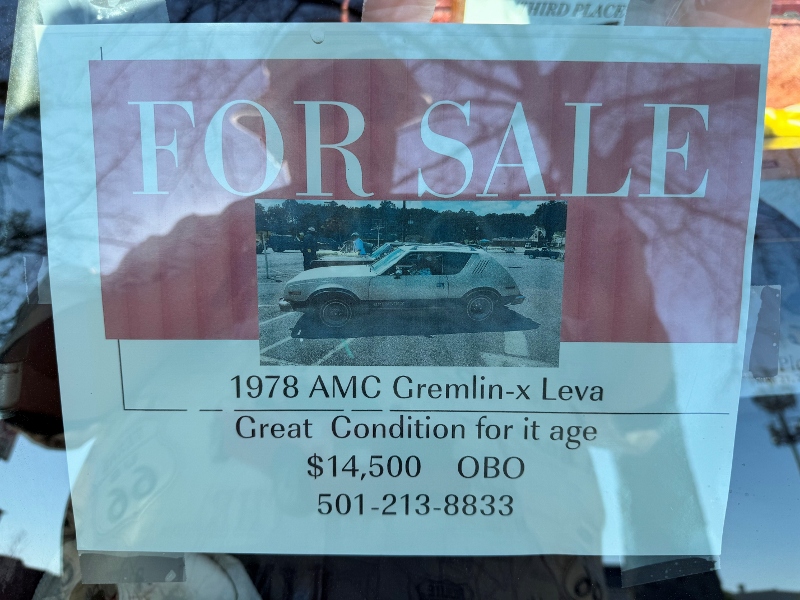 THIRD PLACE
FOR SALE
1978 AMC Gremlin-x Leva
Great Condition for it age
$14,500 OBO
501-213-8833
66